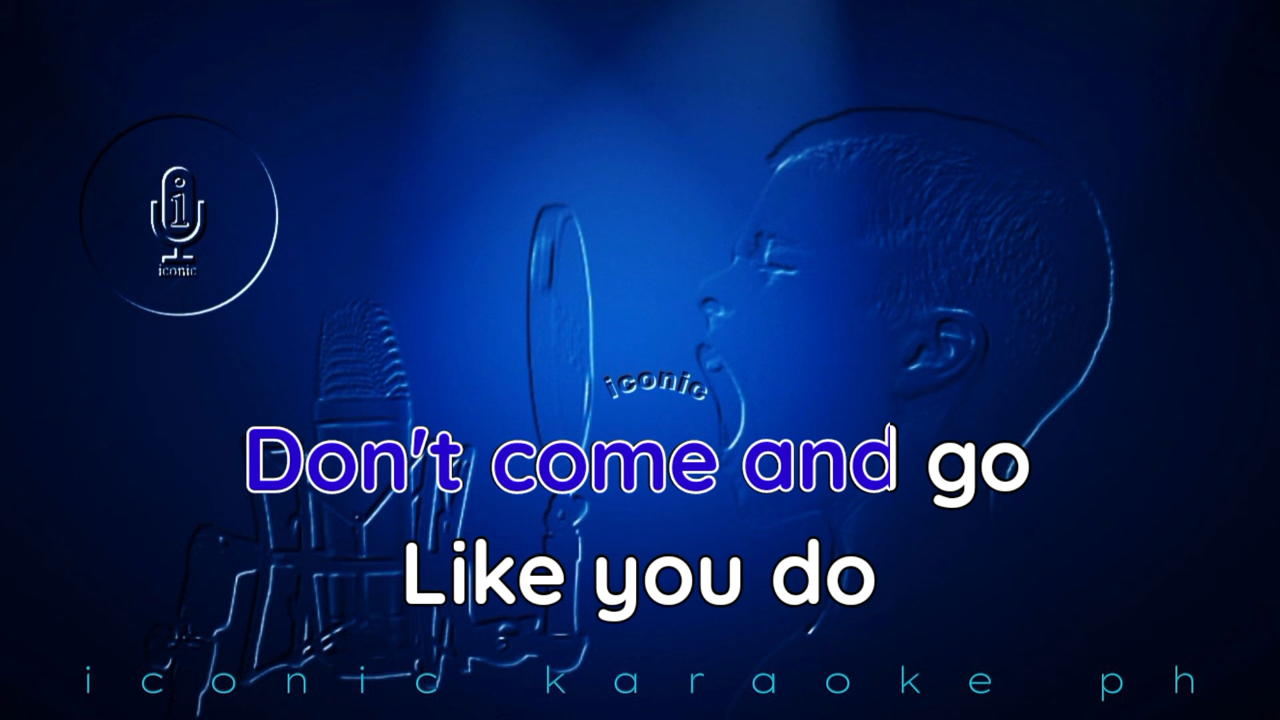 i
iconic
iconic
Don't come and go
Like you do
iconic karaoke ph